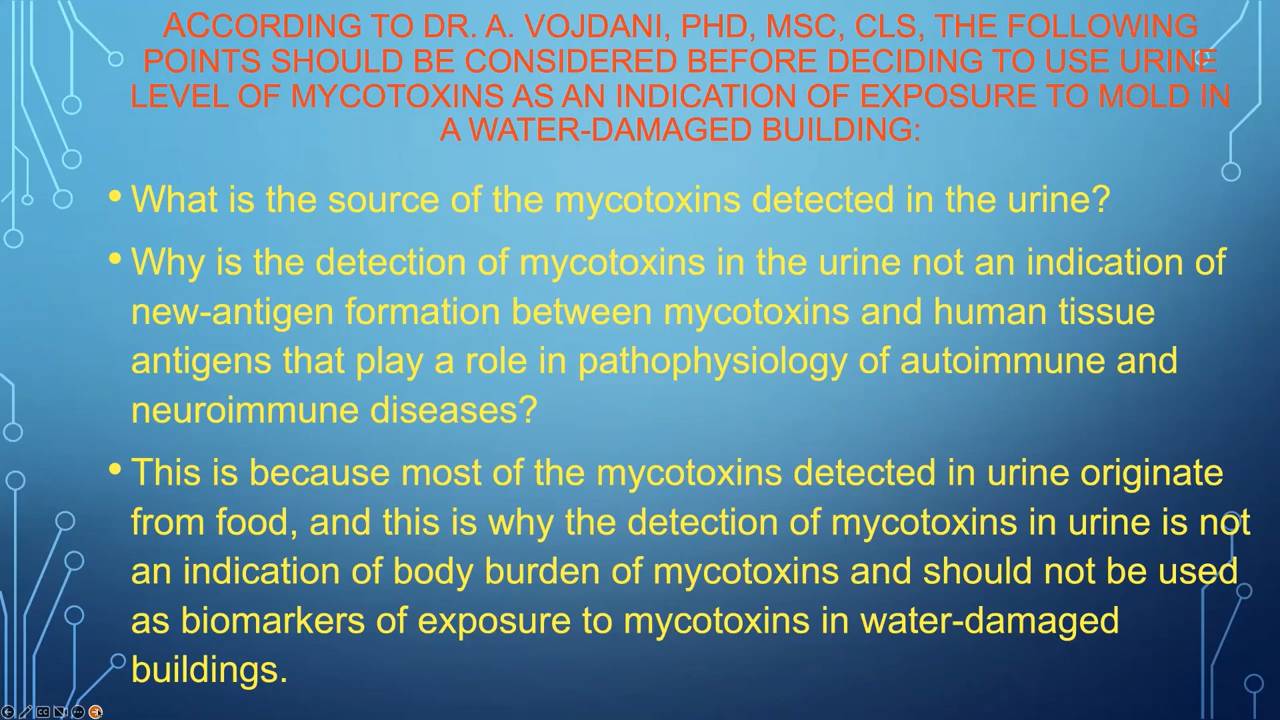 ACCORDING TO DR. A. VOJDANI, PHD, MSC, CLS, THE FOLLOWING
POINTS SHOULD BE CONSIDERED BEFORE DECIDING TO USE URINE
LEVEL OF MYCOTOXINS AS AN INDICATION OF EXPOSURE TO MOLD IN
A WATER-DAMAGED BUILDING:
• What is the source of the mycotoxins detected in the urine?
• Why is the detection of mycotoxins in the urine not an indication of
new-antigen formation between mycotoxins and human tissue
antigens that play a role in pathophysiology of autoimmune and
neuroimmune diseases?
• This is because most of the mycotoxins detected in urine originate
from food, and this is why the detection of mycotoxins in urine is not
an indication of body burden of mycotoxins and should not be used
as biomarkers of exposure to mycotoxins in water-damaged
buildings.